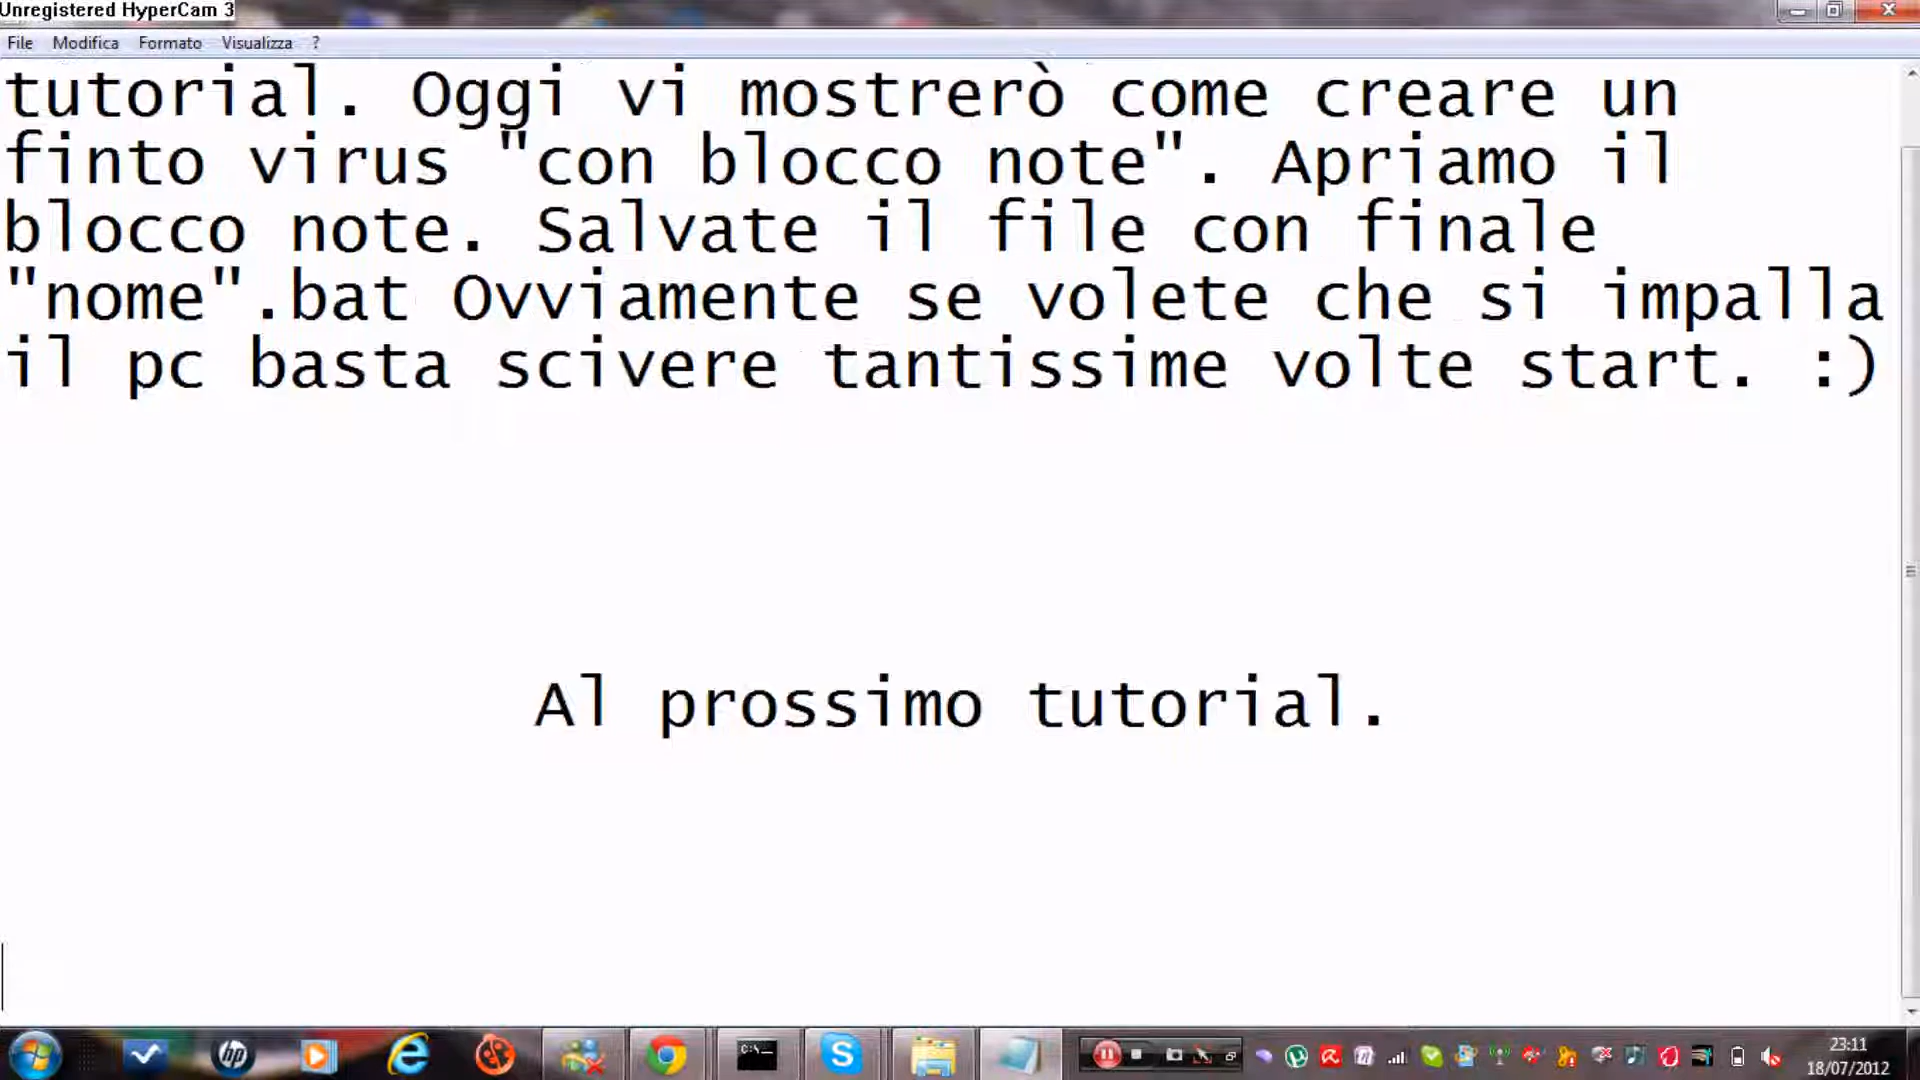 Unregistered HyperCam 3
File Modifica Formato Visualizza ?
tutorial. Oggi vi mostrerò come creare un
finto virus "con blocco note". Apriamo il
blocco note. Salvate il file con finale
"nome".bat Ovviamente se volete che si impalla
il pc basta scivere tantissime volte start. :)
Al prossimo tutorial.
23:11
18/07/2012